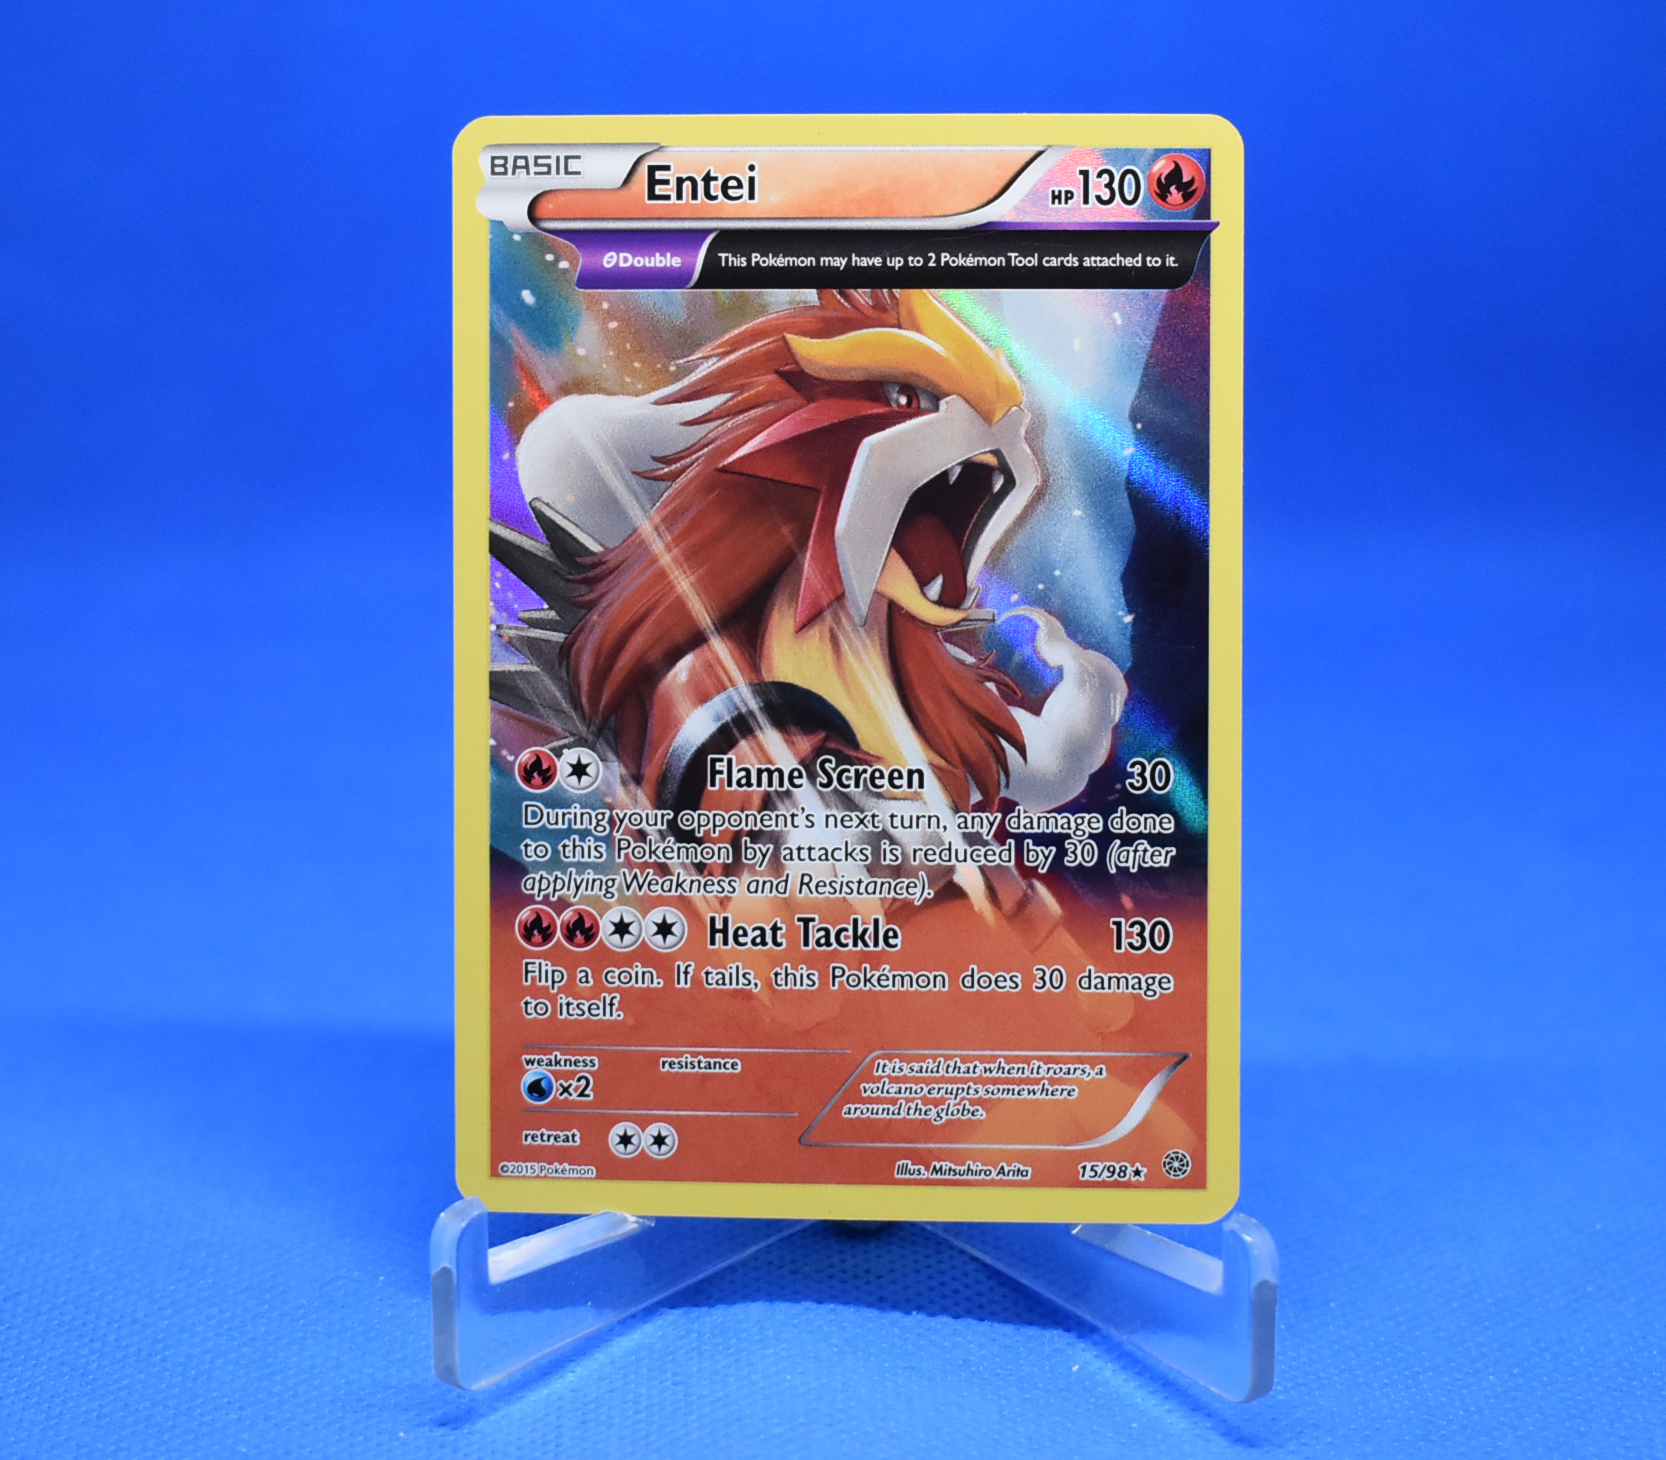 BASIC
Entei
HP 130
θDouble This Pokémon may have up to 2 Pokémon Tool cards attached to it.
Flame Screen 30
During your opponent's next turn, any damage done
to this Pokémon by attacks is reduced by 30 (after
applying Weakness and Resistance).
Heat Tackle 130
Flip a coin. If tails, this Pokémon does 30 damage
to itself.
weakness resistance
×2
It is said that when it roars, a
volcano erupts somewhere
around the globe.
retreat
©2015 Pokémon Illus. Mitsuhiro Arita 15/98★